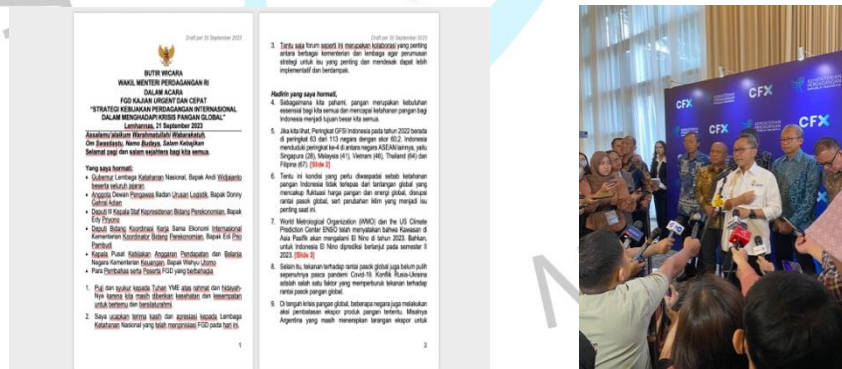 Draft per 19 September 2023
BUTIR WICARA
WAKIL MENTERI PERDAGANGAN RI
DALAM ACARA
FGD KAJIAN URGENT DAN CEPAT
"STRATEGI KEBIJAKAN PERDAGANGAN INTERNASIONAL
DALAM MENGHADAPI KRISIS PANGAN GLOBAL"
Lemhannas, 21 September 2023
Assalamu'alaikum Warahmatullahi Wabarakatuh,
Om Swastiastu, Namo Budaya, Salam Kebajikan
Selamat pagi dan salam sejahtera bagi kita semua.
Yang saya hormati:
• Gubernur Lembaga Ketahanan Nasional, Bapak Andi Widjajanto
beserta seluruh jajaran
• Anggota Dewan Pengawas Badan Urusan Logistik, Bapak Donny
Gahral Adian
• Deputi III Kepala Staf Kepresidenan Bidang Perekonomian, Bapak
Edy Priyono
• Deputi Bidang Koordinasi Kerja Sama Ekonomi Internasional
Kementerian Koordinator Bidang Perekonomian, Bapak Edi Prio
Pambudi
• Kepala Pusat Kebijakan Anggaran Pendapatan dan Belanja
Negara Kementerian Keuangan, Bapak Wahyu Utomo
• Para Pembahas serta Peserta FGD yang berbahagia
1. Puji dan syukur kepada Tuhan YME atas rahmat dan hidayah-
Nya karena kita masih diberikan kesehatan dan kesempatan
untuk bertemu dan bersilaturahmi.
2. Saya ucapkan terima kasih dan apresiasi kepada Lembaga
Ketahanan Nasional yang telah menginisiasi FGD pada hari ini.
1
Draft per 19 September 2023
3. Tentu saja forum seperti ini merupakan kolaborasi yang penting
antara berbagai kementerian dan lembaga agar perumusan
strategi untuk isu yang penting dan mendesak dapat lebih
implementatif dan berdampak.
Hadirin yang saya hormati,
4. Sebagaimana kita pahami, pangan merupakan kebutuhan
essensial bagi kita semua dan mencapai ketahanan pangan bagi
Indonesia menjadi tujuan besar kita semua.
5. Jika kita lihat, Peringkat GFSI Indonesia pada tahun 2022 berada
di peringkat 63 dari 113 negara dengan skor 60,2. Indonesia
menduduki peringkat ke-4 di antara negara ASEAN lainnya, yaitu
Singapura (28), Malaysia (41), Vietnam (46), Thailand (64) dan
Filipina (67). [Slide 2]
6. Tentu ini kondisi yang perlu diwaspadai sebab ketahanan
pangan Indonesia tidak terlepas dari tantangan global yang
mencakup fluktuasi harga pangan dan energi global, disrupsi
rantai pasok global, sert perubahan iklim yang menjadi isu
penting saat ini.
7. World Metrological Organization (WMO) dan the US Climate
Prediction Center ENSO telah menyatakan bahwa Kawasan di
Asia Pasifik akan mengalami El Nino di tahun 2023. Bahkan,
untuk Indonesia El Nino diprediksi berlanjut pada semester II
2023. [Slide 3]
8. Selain itu, tekanan terhadap rantai pasok global juga belum pulih
sepenuhnya pasca pandemi Covid-19. Konflik Rusia-Ukraina
adalah salah satu faktor yang memperburuk tekanan terhadap
rantai pasok pangan global.
9. Di tengah krisis pangan global, beberapa negara juga melakukan
aksi pembatasan ekspor produk pangan tertentu. Misalnya
Argentina yang masih menerapkan larangan ekspor untuk
2
CFX
CFX
KEMENTERIAN
PERDAGANGAN
CFX
CFX
N